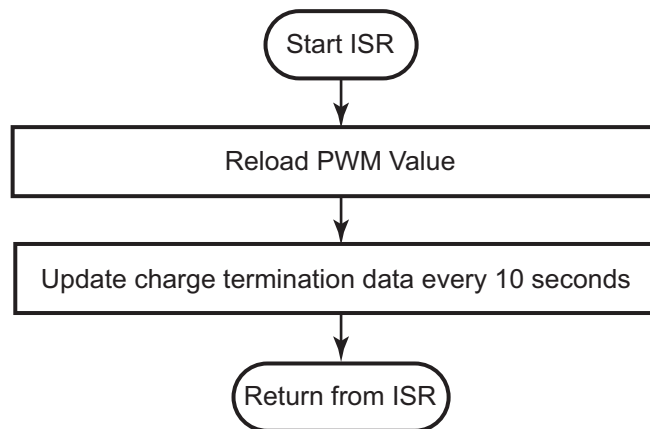 Start ISR
Reload PWM Value
Update charge termination data every 10 seconds
Return from ISR